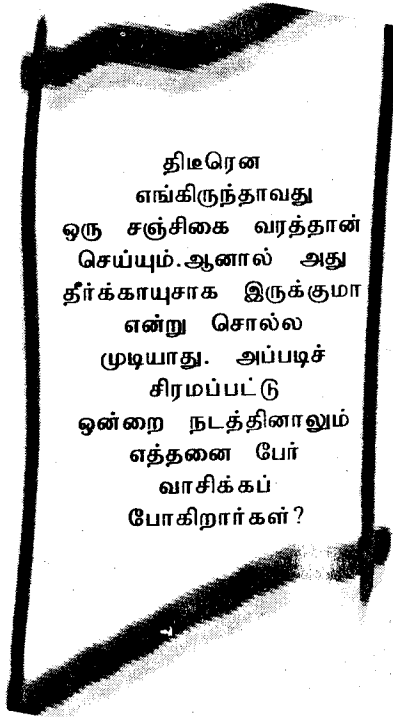 திடீரென
எங்கிருந்தாவது
ஒரு சஞ்சிகை வரத்தான்
செய்யும்.ஆனால் அது
தீர்க்காயுசாக இருக்குமா
என்று சொல்ல
முடியாது. அப்படிச்
சிரமப்பட்டு
ஒன்றை நடத்தினாலும்
எத்தனை பேர்
வாசிக்கப்
போகிறார்கள்?